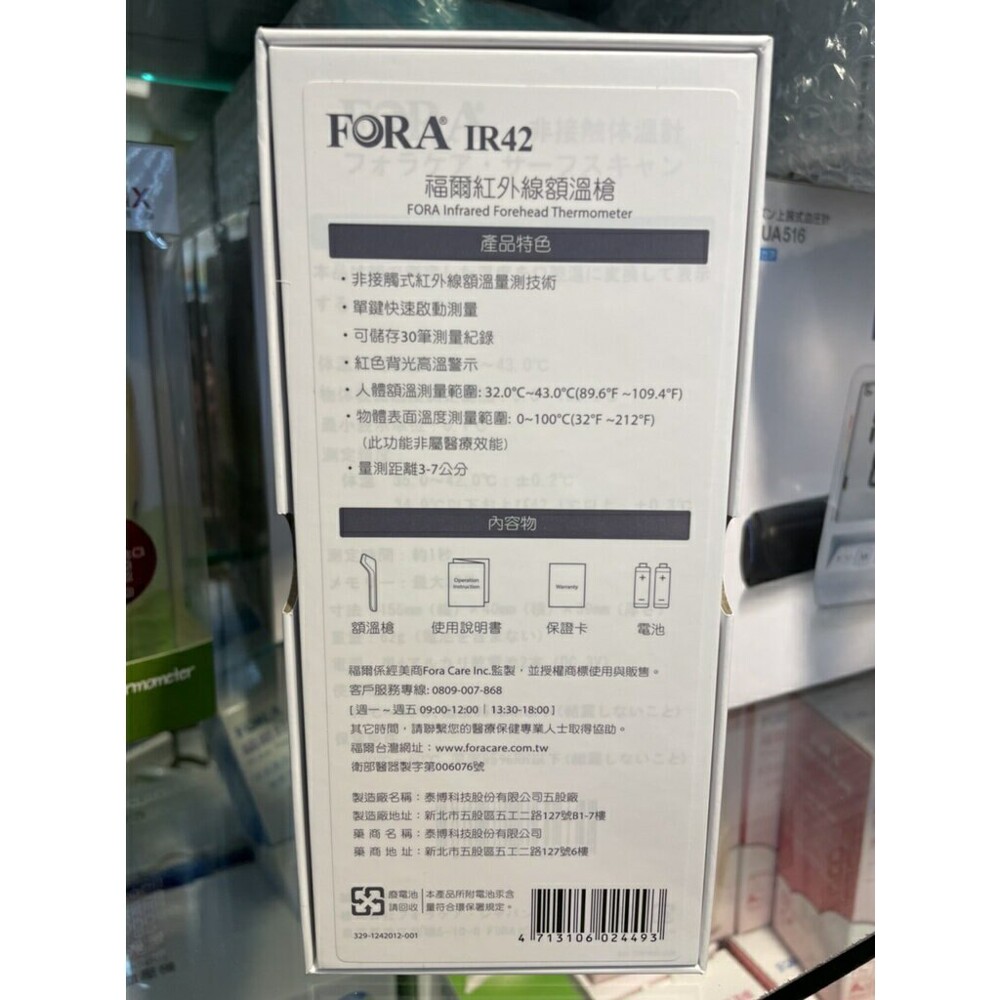 FORA® IR42
福爾紅外線額溫槍
FORA Infrared Forehead Thermometer
產品特色
・非接觸式紅外線額溫量測技術
・單鍵快速啟動測量
・可儲存30筆測量紀錄
・紅色背光高溫警示
・人體額溫測量範圍: 32.0°C~43.0°C(89.6°F ~109.4°F)
・物體表面溫度測量範圍: 0~100°C(32°F ~212°F)
(此功能非屬醫療效能)
・量測距離3-7公分
內容物
Operation Instruction
Warranty
額溫槍 使用說明書 保證卡 電池
福爾係經美商Fora Care Inc.監製，並授權商標使用與販售。
客戶服務專線: 0809-007-868
[ 週一 ~ 週五 09:00-12:00 | 13:30-18:00 ]
其它時間，請聯繫您的醫療保健專業人士取得協助。
福爾台灣網址：www.foracare.com.tw
衛部醫器製字第006076號
製造廠名稱：泰博科技股份有限公司五股廠
製造廠地址：新北市五股區五工二路127號B1-7樓
藥商名稱：泰博科技股份有限公司
藥商地址：新北市五股區五工二路127號6樓
廢電池 請回收
本產品所附電池汞含
量符合環保署規定。
329-1242012-001
4 713106 024493
UA516
上腕式血圧計
rmometer